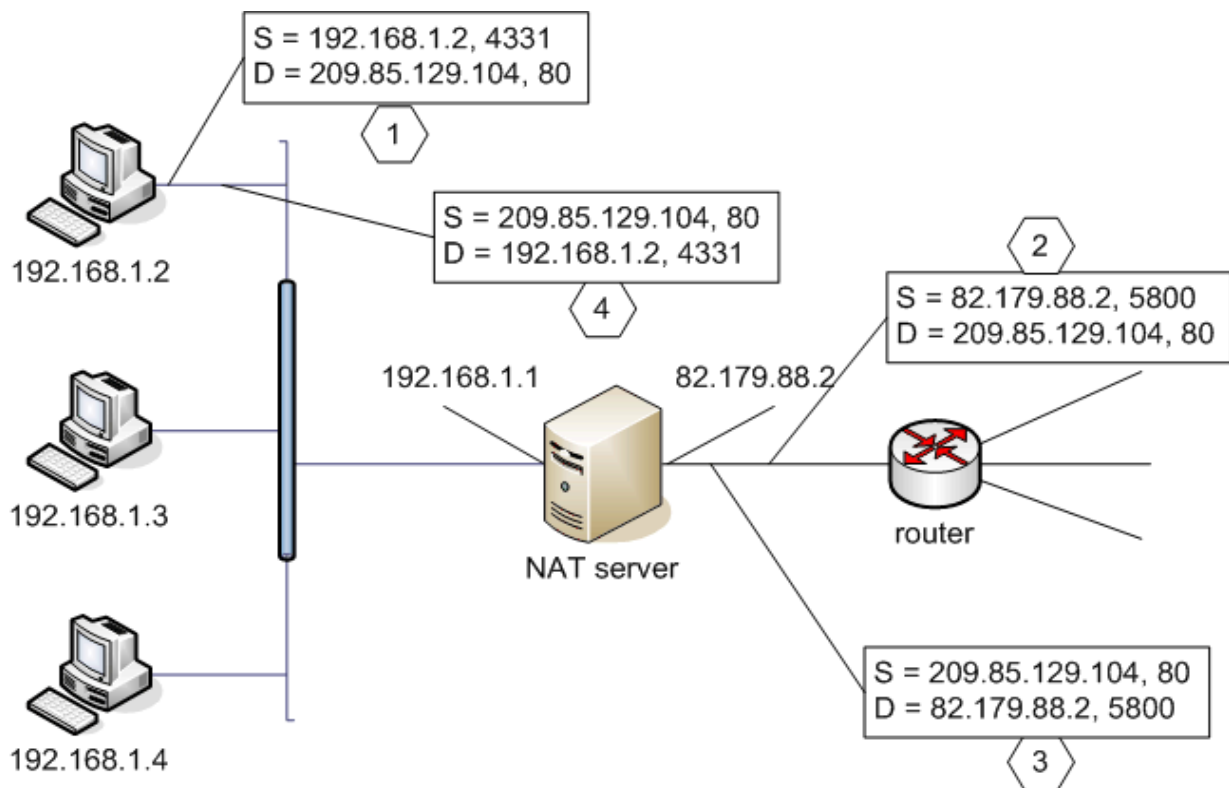 S = 192.168.1.2, 4331
D = 209.85.129.104, 80
1
192.168.1.2
S = 209.85.129.104, 80
D = 192.168.1.2, 4331
4
2
S = 82.179.88.2, 5800
D = 209.85.129.104, 80
192.168.1.1
82.179.88.2
192.168.1.3
NAT server
router
S = 209.85.129.104, 80
D = 82.179.88.2, 5800
3
192.168.1.4